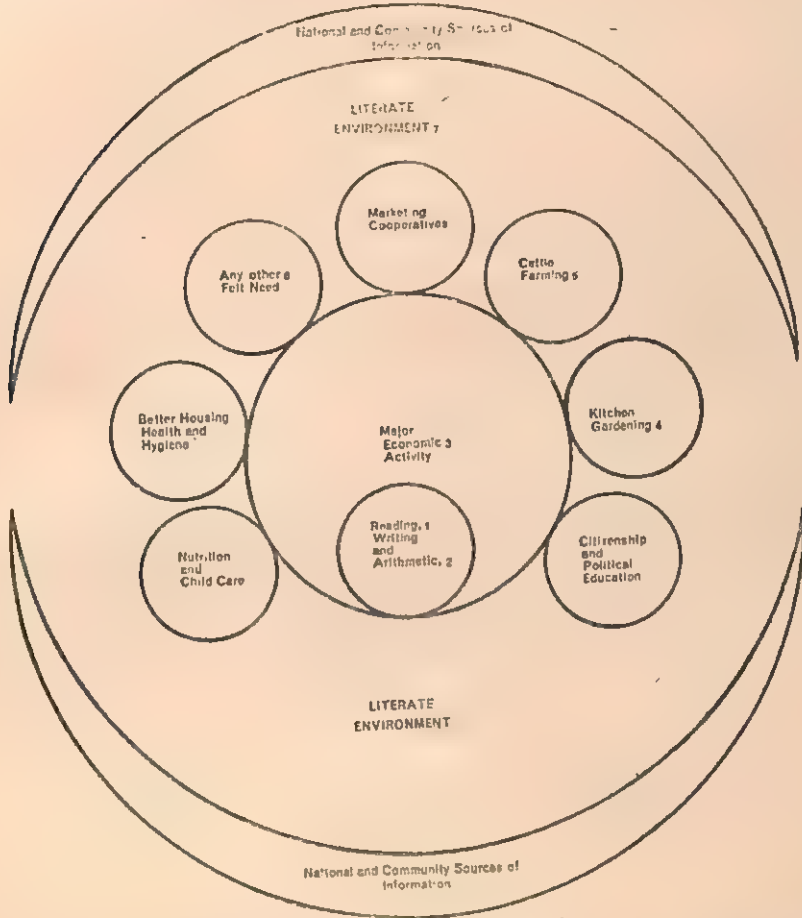 National and Community Sources of
Information
LITERATE
ENVIRONMENT 7
Marketing
Cooperatives
Any other 8
Felt Need
Cattle
Farming 5
Better Housing
Health and
Hygiene
Kitchen
Gardening 4
Major
Economic 3
Activity
Reading, 1
Writing
and
Arithmetic, 2
Nutrition
and
Child Care
Citizenship
and
Political
Education
LITERATE
ENVIRONMENT
National and Community Sources of
Information